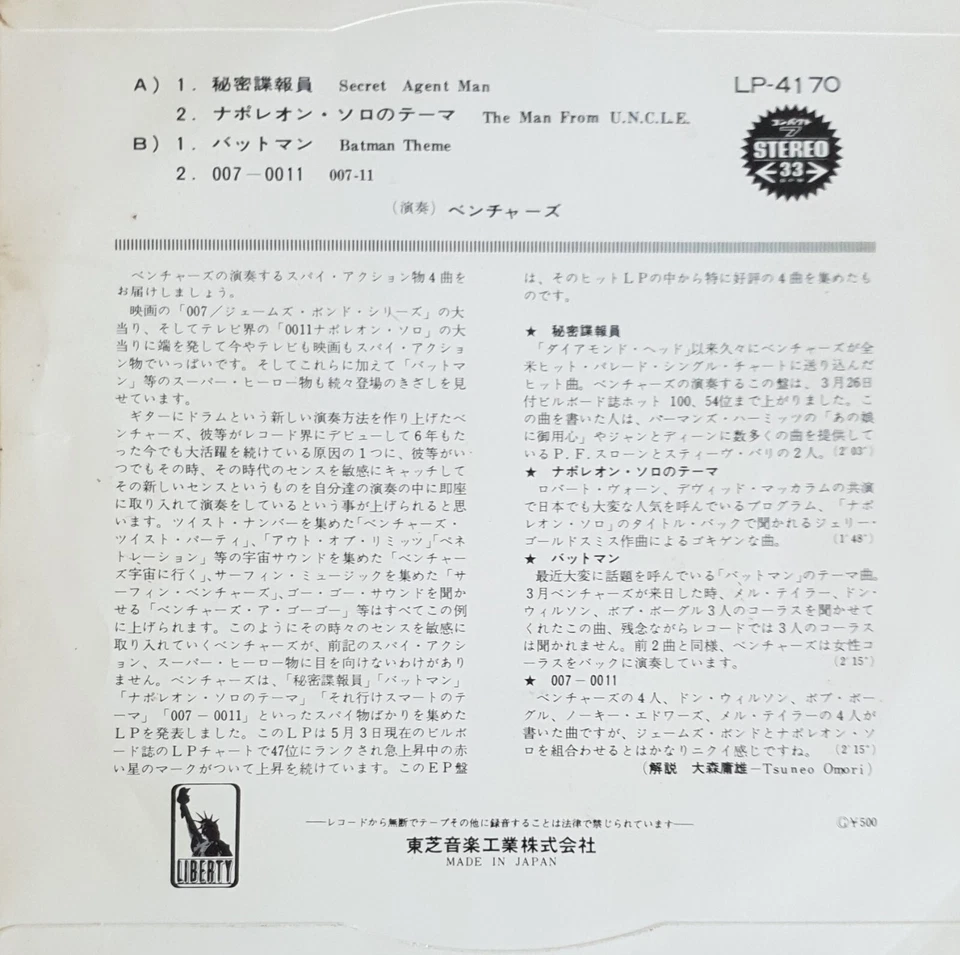 A) 1. 秘密諜報員 Secret Agent Man
2. ナポレオン・ソロのテーマ The Man From U.N.C.L.E.
B) 1. バットマン Batman Theme
2. 007－0011 007-11
(演奏) ベンチャーズ
LP-4170
コンパクト
7
STEREO
33
ベンチャーズの演奏するスパイ・アクション物4曲を
お届けしましょう。
映画の「007／ジェームズ・ボンド・シリーズ」の大
当り、そしてテレビ界の「0011ナポレオン・ソロ」の大
当りに端を発して今やテレビも映画もスパイ・アクショ
ン物でいっぱいです。そしてこれらに加えて「バットマ
ン」等のスーパー・ヒーロー物も続々登場のきざしを見
せています。
ギターにドラムという新しい演奏方法を作り上げたベ
ンチャーズ、彼等がレコード界にデビューして6年もた
った今でも大活躍を続けている原因の1つに、彼等がい
つでもその時、その時代のセンスを敏感にキャッチして
その新しいセンスというものを自分達の演奏の中に即座
に取り入れて演奏をしているという事が上げられると思
います。ツイスト・ナンバーを集めた「ベンチャーズ・
ツイスト・パーティ」、「アウト・オブ・リミッツ」「ペネ
トレーション」等の宇宙サウンドを集めた「ベンチャー
ズ宇宙に行く」、サーフィン・ミュージックを集めた「サ
ーフィン・ベンチャーズ」、ゴー・ゴー・サウンドを聞か
せる「ベンチャーズ・ア・ゴーゴー」等はすべてこの例
に上げられます。このようにその時々のセンスを敏感に
取り入れていくベンチャーズが、前記のスパイ・アクシ
ョン、スーパー・ヒーロー物に目を向けないわけがあり
ません。ベンチャーズは、「秘密諜報員」「バットマン」
「ナポレオン・ソロのテーマ」「それ行けスマートのテ
ーマ」「007－0011」といったスパイ物ばかりを集めた
LPを発表しました。このLPは5月3日現在のビルボ
ード誌のLPチャートで47位にランクされ急上昇中の赤
い星のマークがついて上昇を続けています。このEP盤
は、そのヒットLPの中から特に好評の4曲を集めたも
のです。
★ 秘密諜報員
「ダイアモンド・ヘッド」以来久々にベンチャーズが全
米ヒット・パレード・シングル・チャートに送り込んだ
ヒット曲。ベンチャーズの演奏するこの盤は、3月26日
付ビルボード誌ホット 100、54位まで上がりました。こ
の曲を書いた人は、ハーマンズ・ハーミッツの「あの娘
に御用心」やジャンとディーンに数多くの曲を提供して
いるP.F.スローンとスティーヴ・バリの2人。(2′03″)
★ ナポレオン・ソロのテーマ
ロバート・ヴォーン、デヴィッド・マッカラムの共演
で日本でも大変な人気を呼んでいるプログラム、「ナポ
レオン・ソロ」のタイトル・バックで聞かれるジェリー・
ゴールドスミス作曲によるゴキゲンな曲。 (1′48″)
★ バットマン
最近大変に話題を呼んでいる「バットマン」のテーマ曲。
3月ベンチャーズが来日した時、メル・テイラー、ドン・
ウィルソン、ボブ・ボーグル3人のコーラスを聞かせて
くれたこの曲、残念ながらレコードでは3人のコーラス
は聞かれません。前2曲と同様、ベンチャーズは女性コ
ーラスをバックに演奏しています。 (2′15″)
★ 007－0011
ベンチャーズの4人、ドン・ウィルソン、ボブ・ボー
グル、ノーキー・エドワーズ、メル・テイラーの4人が
書いた曲ですが、ジェームズ・ボンドとナポレオン・ソ
ロを組合わせるとはかなりニクイ感じですね。 (2′15″)
(解説 大森庸雄－Tsuneo Omori)
LIBERTY
——レコードから無断でテープその他に録音することは法律で禁じられています——
東芝音楽工業株式会社
MADE IN JAPAN
Ⓖ¥500